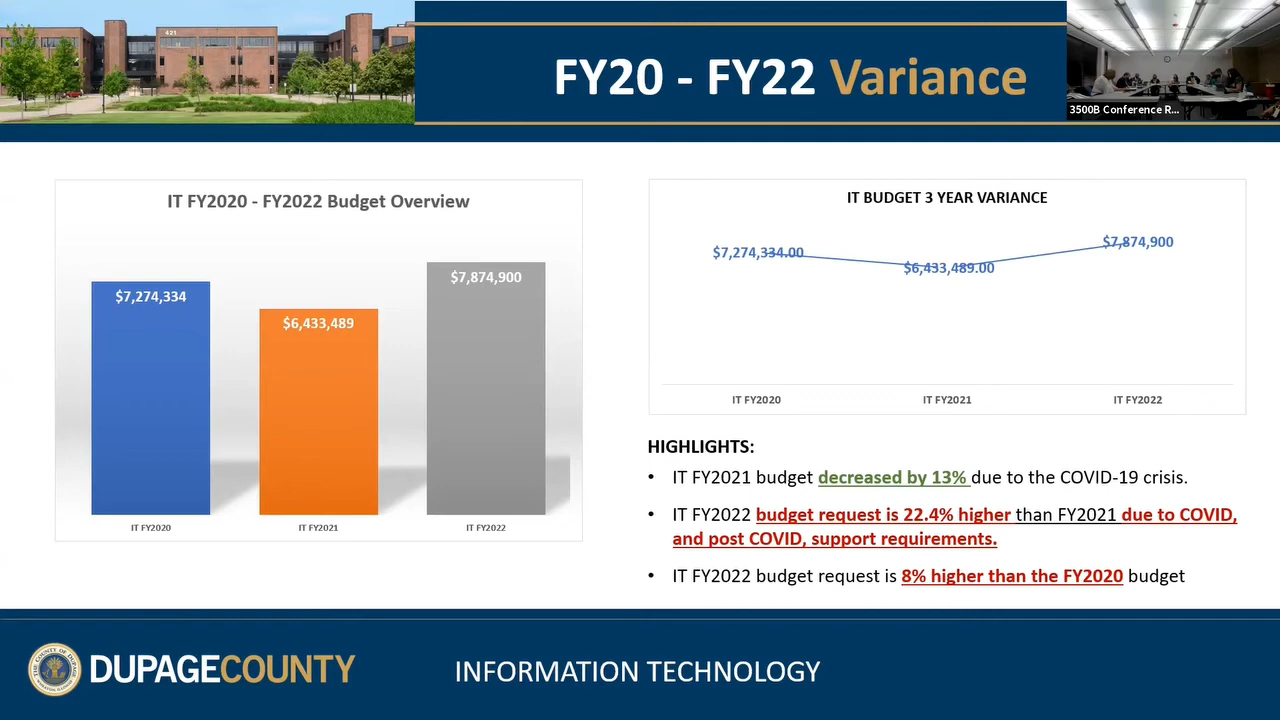 421
FY20 - FY22 Variance
3500B Conference R...
IT FY2020 - FY2022 Budget Overview
$7,274,334
$6,433,489
$7,874,900
IT FY2020
IT FY2021
IT FY2022
IT BUDGET 3 YEAR VARIANCE
$7,274,334.00
$6,433,489.00
$7,874,900
IT FY2020
IT FY2021
IT FY2022
HIGHLIGHTS:
• IT FY2021 budget decreased by 13% due to the COVID-19 crisis.
• IT FY2022 budget request is 22.4% higher than FY2021 due to COVID,
and post COVID, support requirements.
• IT FY2022 budget request is 8% higher than the FY2020 budget
DUPAGECOUNTY
INFORMATION TECHNOLOGY